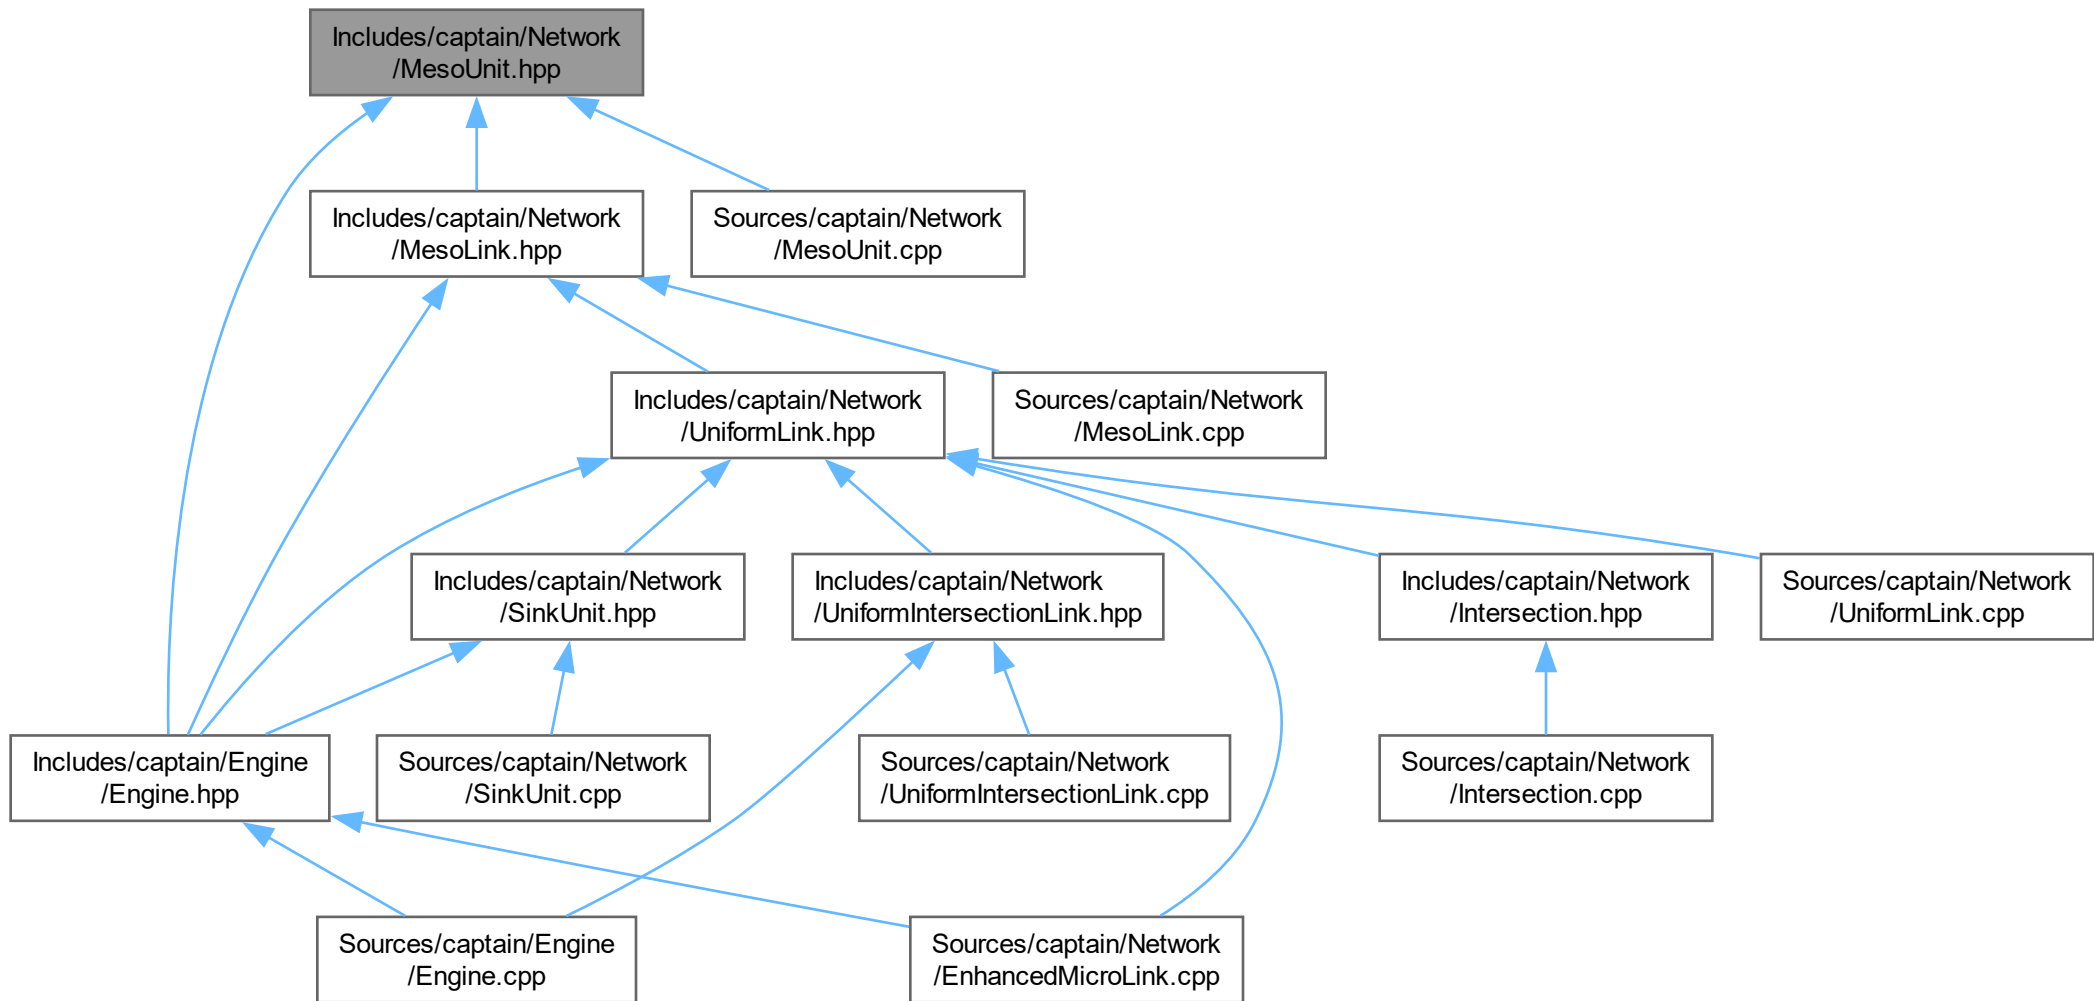 Includes/captain/Network
/MesoUnit.hpp
Includes/captain/Network
/MesoLink.hpp
Sources/captain/Network
/MesoUnit.cpp
Includes/captain/Network
/UniformLink.hpp
Sources/captain/Network
/MesoLink.cpp
Includes/captain/Network
/SinkUnit.hpp
Includes/captain/Network
/UniformIntersectionLink.hpp
Includes/captain/Network
/Intersection.hpp
Sources/captain/Network
/UniformLink.cpp
Includes/captain/Engine
/Engine.hpp
Sources/captain/Network
/SinkUnit.cpp
Sources/captain/Network
/UniformIntersectionLink.cpp
Sources/captain/Network
/Intersection.cpp
Sources/captain/Engine
/Engine.cpp
Sources/captain/Network
/EnhancedMicroLink.cpp